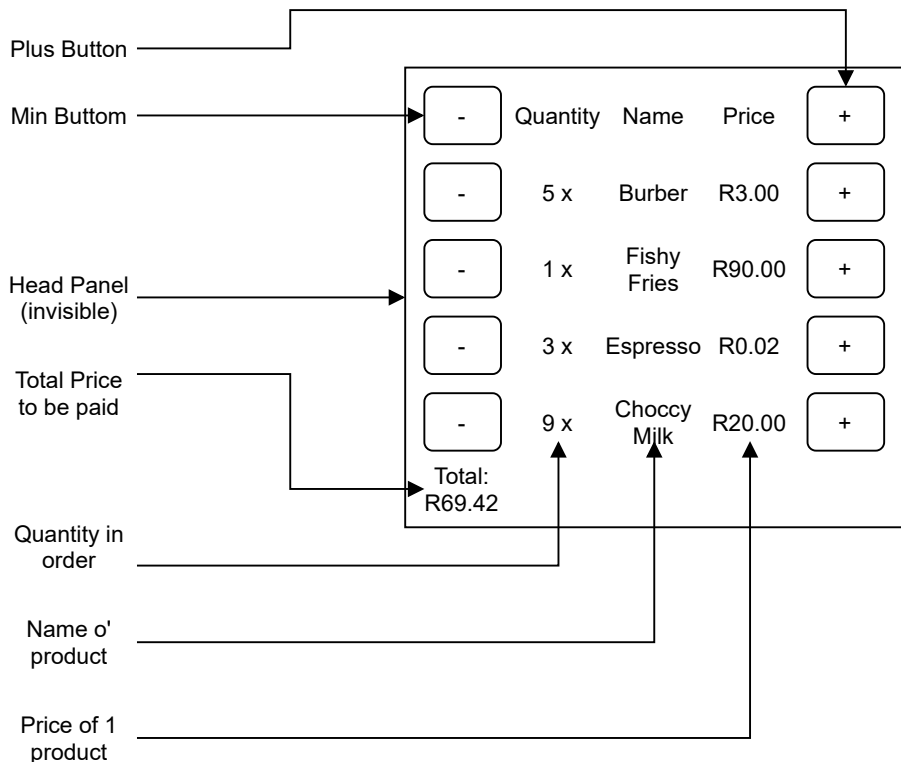 Plus Button
Min Buttom
- Quantity Name Price +
- 5 x Burber R3.00 +
Head Panel
(invisible)
- 1 x Fishy
Fries R90.00 +
Total Price
to be paid
- 3 x Espresso R0.02 +
- 9 x Choccy
Milk R20.00 +
Total:
R69.42
Quantity in
order
Name o'
product
Price of 1
product